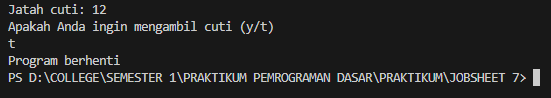 Jatah cuti: 12
Apakah Anda ingin mengambil cuti (y/t)
t
Program berhenti
PS D:\COLLEGE\SEMESTER 1\PRAKTIKUM PEMROGRAMAN DASAR\PRAKTIKUM\JOBSHEET 7>